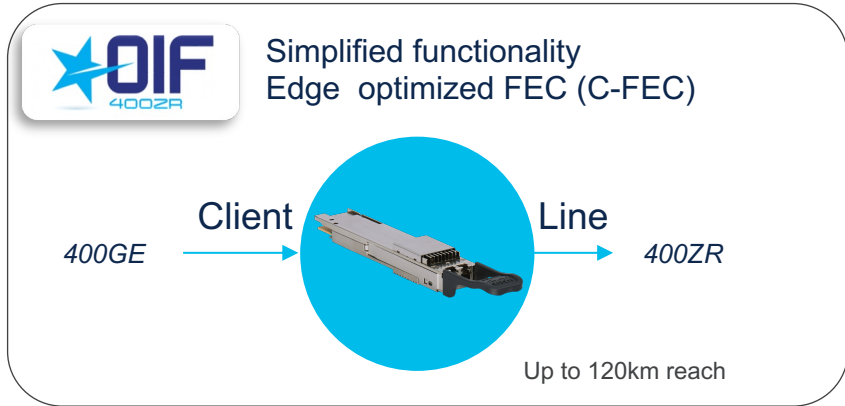 OIF
400ZR
Simplified functionality
Edge optimized FEC (C-FEC)
Client
Line
400GE
400ZR
Up to 120km reach